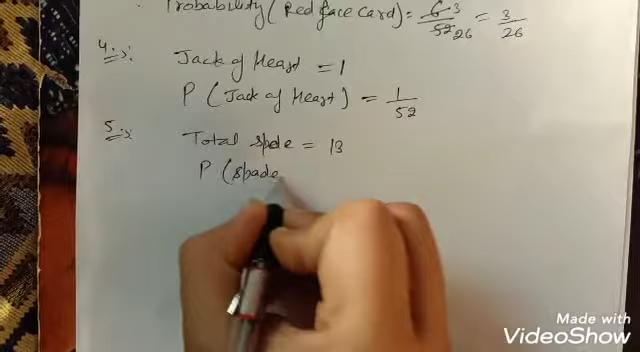 Probability (Red face card) = 6 3 / 52 26 = 3/26
4. Jack of Heart = 1
P (Jack of Heart) = 1/52
5. Total spde = 13
P (spade
Made with
VideoShow